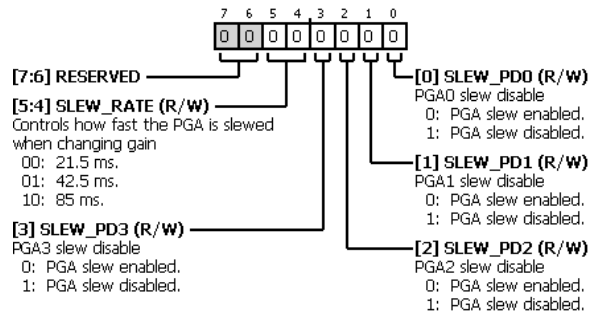 7 6 5 4 3 2 1 0
0 0 0 0 0 0 0 0
[7:6] RESERVED
[5:4] SLEW_RATE (R/W)
Controls how fast the PGA is slewed
when changing gain
00: 21.5 ms.
01: 42.5 ms.
10: 85 ms.
[3] SLEW_PD3 (R/W)
PGA3 slew disable
0: PGA slew enabled.
1: PGA slew disabled.
[0] SLEW_PD0 (R/W)
PGA0 slew disable
0: PGA slew enabled.
1: PGA slew disabled.
[1] SLEW_PD1 (R/W)
PGA1 slew disable
0: PGA slew enabled.
1: PGA slew disabled.
[2] SLEW_PD2 (R/W)
PGA2 slew disable
0: PGA slew enabled.
1: PGA slew disabled.